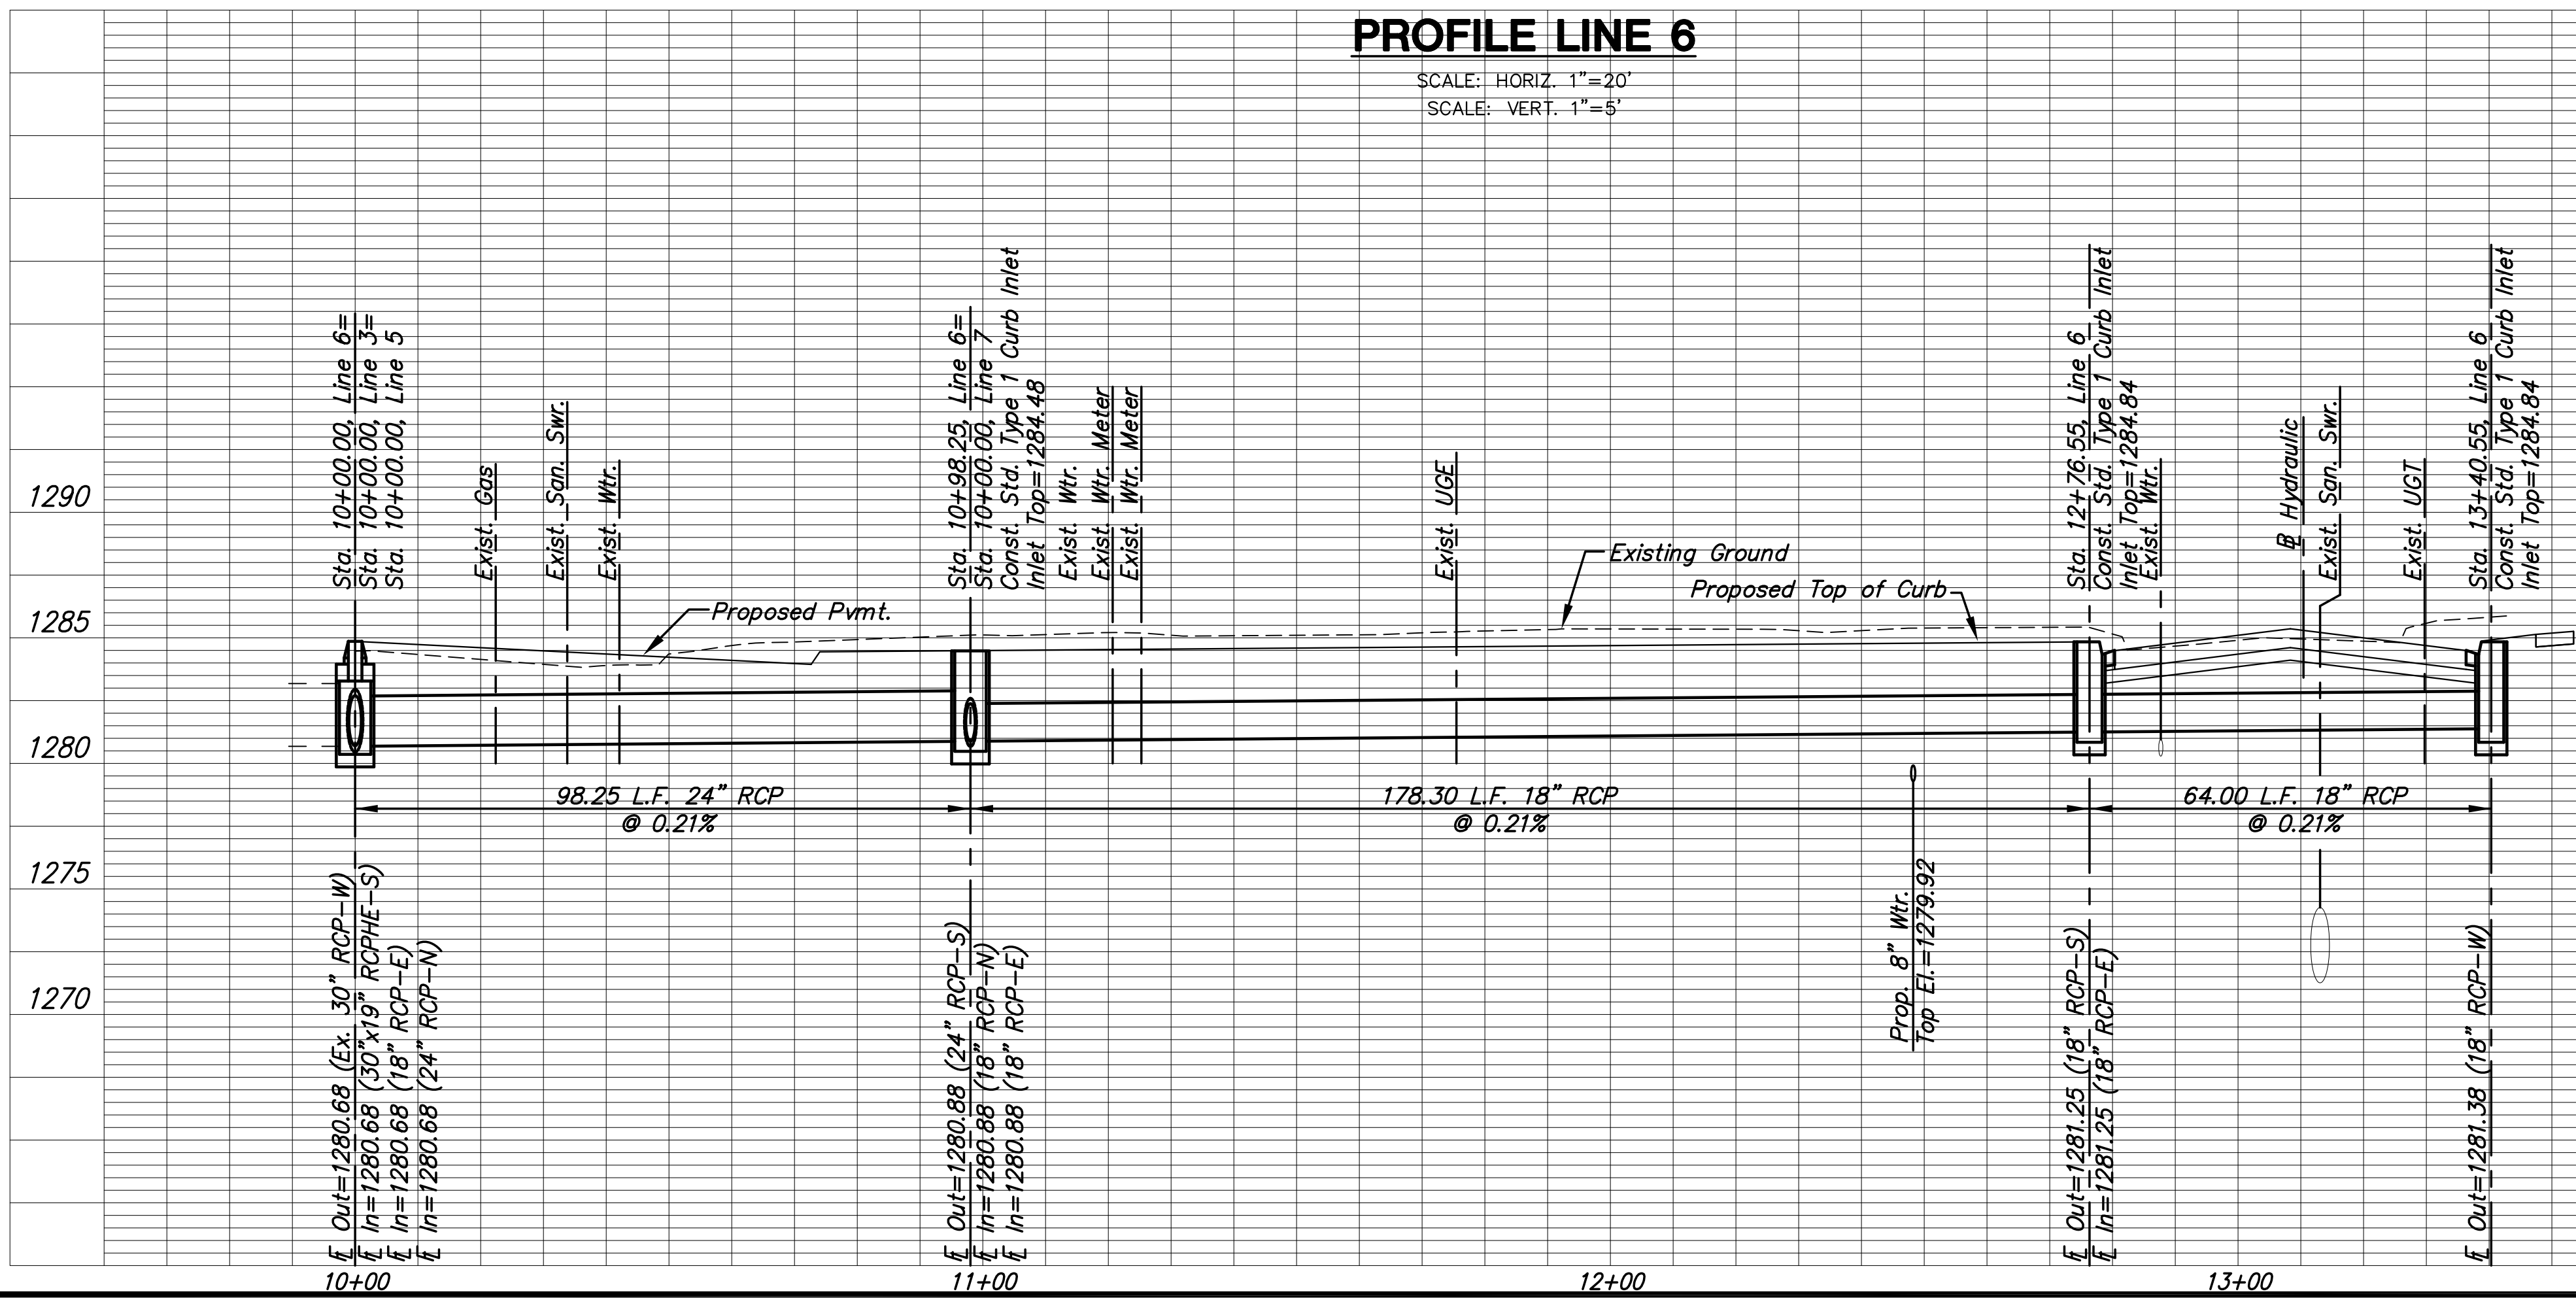 PROFILE LINE 6
SCALE: HORIZ. 1"=20'
SCALE: VERT. 1"=5'
1290
1285
1280
1275
1270
Sta. 10+00.00, Line 6=
Sta. 10+00.00, Line 3=
Sta. 10+00.00, Line 5
Exist. Gas
Exist. San. Swr.
Exist. Wtr.
Sta. 10+98.25, Line 6=
Sta. 10+00.00, Line 7
Const. Std. Type 1 Curb Inlet
Inlet Top=1284.48
Exist. Wtr.
Exist. Wtr. Meter
Exist. Wtr. Meter
Exist. UGE
Sta. 12+76.55, Line 6
Const. Std. Type 1 Curb Inlet
Inlet Top=1284.84
Exist. Wtr.
℄ Hydraulic
Exist. San. Swr.
Exist. UGT
Sta. 13+40.55, Line 6
Const. Std. Type 1 Curb Inlet
Inlet Top=1284.84
Proposed Pvmt.
Existing Ground
Proposed Top of Curb
98.25 L.F. 24" RCP
@ 0.21%
178.30 L.F. 18" RCP
@ 0.21%
64.00 L.F. 18" RCP
@ 0.21%
FL Out=1280.68 (Ex. 30" RCP-W)
FL In=1280.68 (30"x19" RCPHE-S)
FL In=1280.68 (18" RCP-E)
FL In=1280.68 (24" RCP-N)
FL Out=1280.88 (24" RCP-S)
FL In=1280.88 (18" RCP-N)
FL In=1280.88 (18" RCP-E)
Prop. 8" Wtr.
Top El.=1279.92
FL Out=1281.25 (18" RCP-S)
FL In=1281.25 (18" RCP-E)
FL Out=1281.38 (18" RCP-W)
10+00
11+00
12+00
13+00